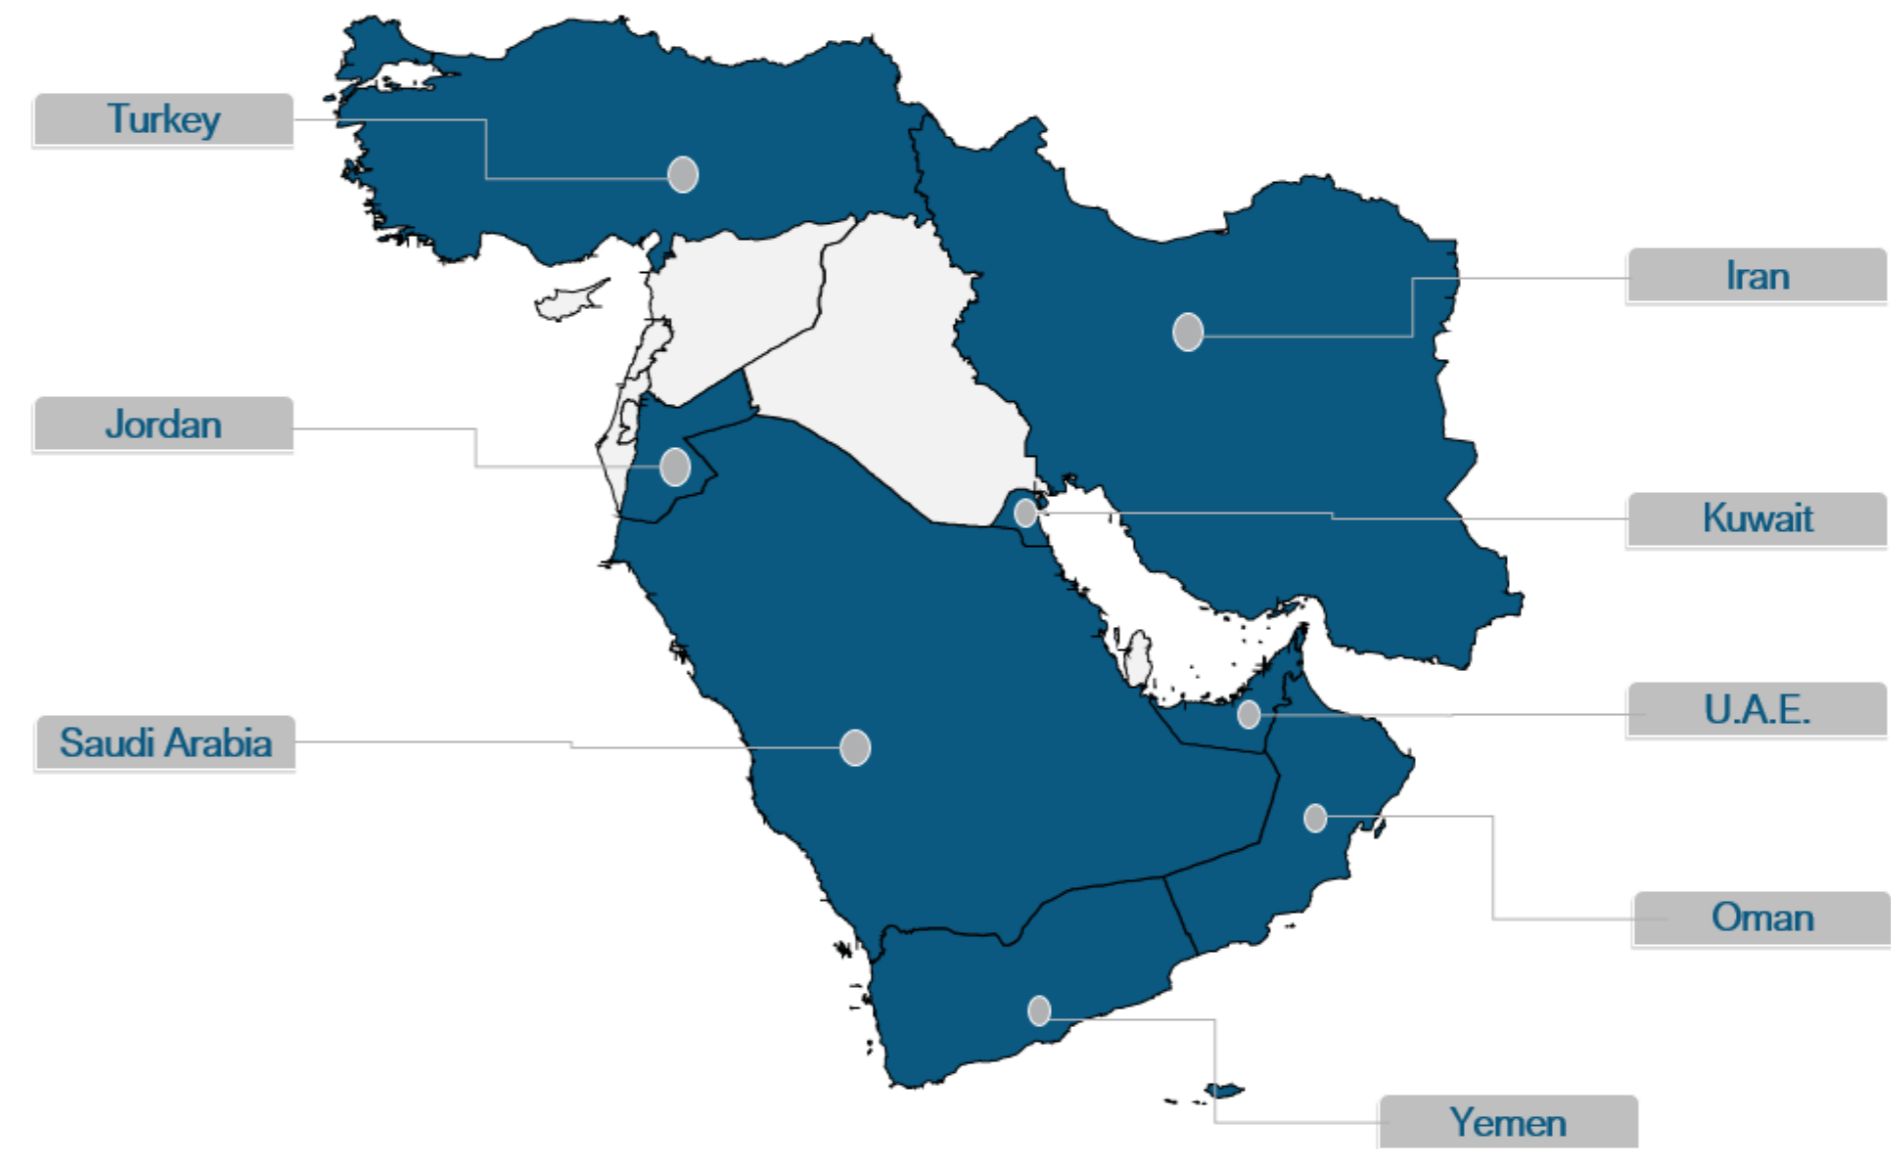 Turkey
Iran
Jordan
Kuwait
U.A.E.
Saudi Arabia
Oman
Yemen